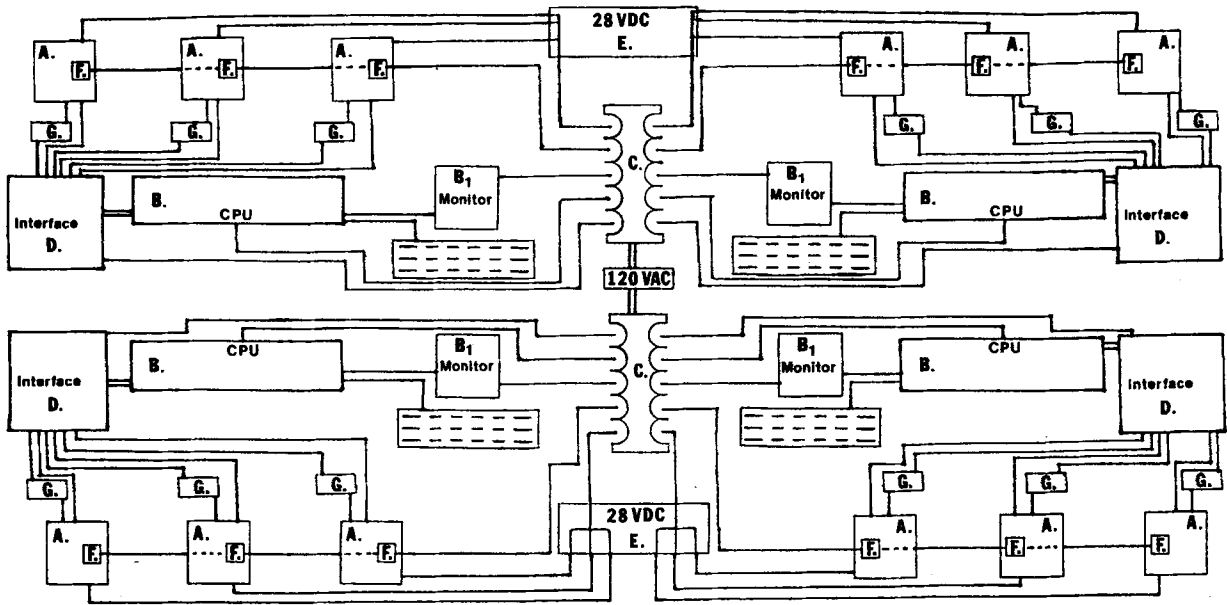 28 VDC
E.
A.
F.
A.
F.
A.
F.
A.
F.
A.
F.
A.
F.
G.
G.
G.
G.
G.
G.
C.
B.
CPU
B1
Monitor
B1
Monitor
B.
CPU
Interface
D.
Interface
D.
120 VAC
Interface
D.
CPU
B.
B1
Monitor
C.
B1
Monitor
CPU
B.
Interface
D.
G.
G.
G.
G.
G.
G.
28 VDC
E.
A.
F.
A.
F.
A.
F.
A.
F.
A.
F.
A.
F.